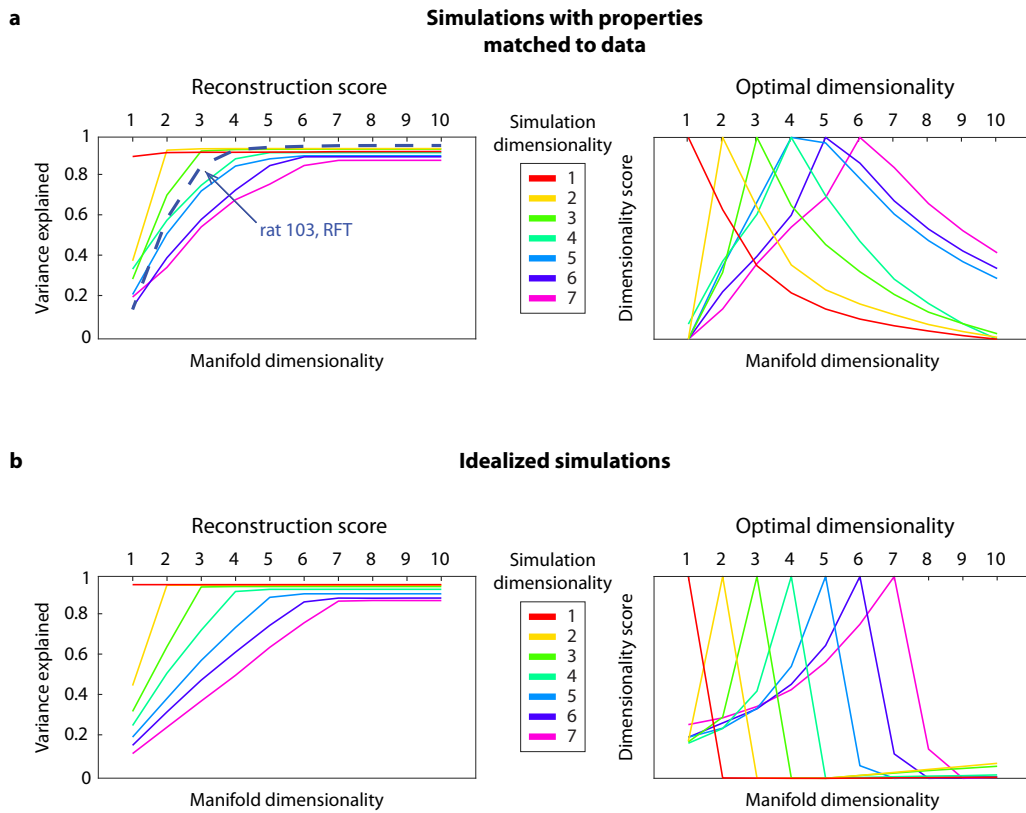 a
Simulations with properties
matched to data
Reconstruction score
1 2 3 4 5 6 7 8 9 10
Variance explained
1
0.8
0.6
0.4
0.2
0
rat 103, RFT
Manifold dimensionality
Simulation
dimensionality
1
2
3
4
5
6
7
Optimal dimensionality
1 2 3 4 5 6 7 8 9 10
Dimensionality score
Manifold dimensionality
b
Idealized simulations
Reconstruction score
1 2 3 4 5 6 7 8 9 10
Variance explained
1
0.8
0.6
0.4
0.2
0
Manifold dimensionality
Simulation
dimensionality
1
2
3
4
5
6
7
Optimal dimensionality
1 2 3 4 5 6 7 8 9 10
Dimensionality score
Manifold dimensionality